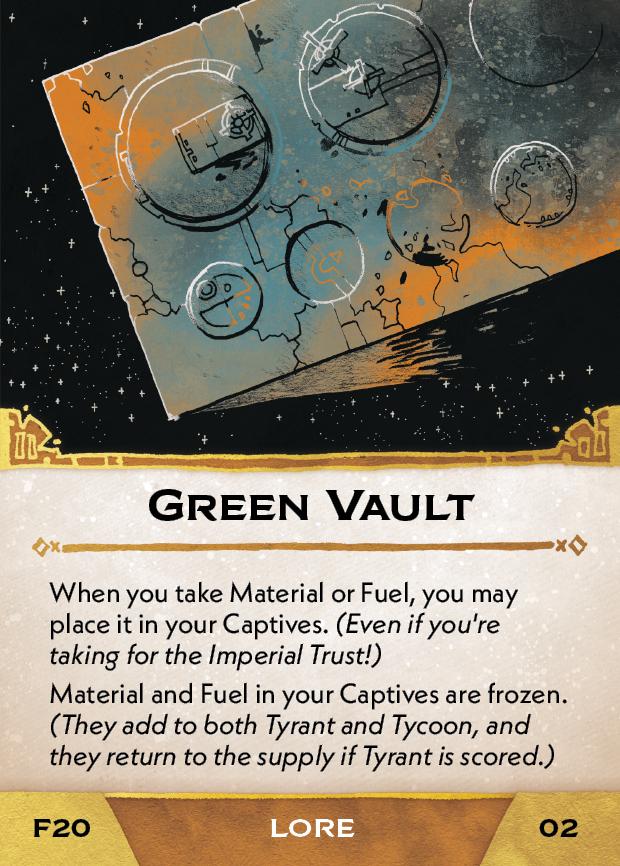 GREEN VAULT
When you take Material or Fuel, you may
place it in your Captives. (Even if you're
taking for the Imperial Trust!)
Material and Fuel in your Captives are frozen.
(They add to both Tyrant and Tycoon, and
they return to the supply if Tyrant is scored.)
F20 LORE 02